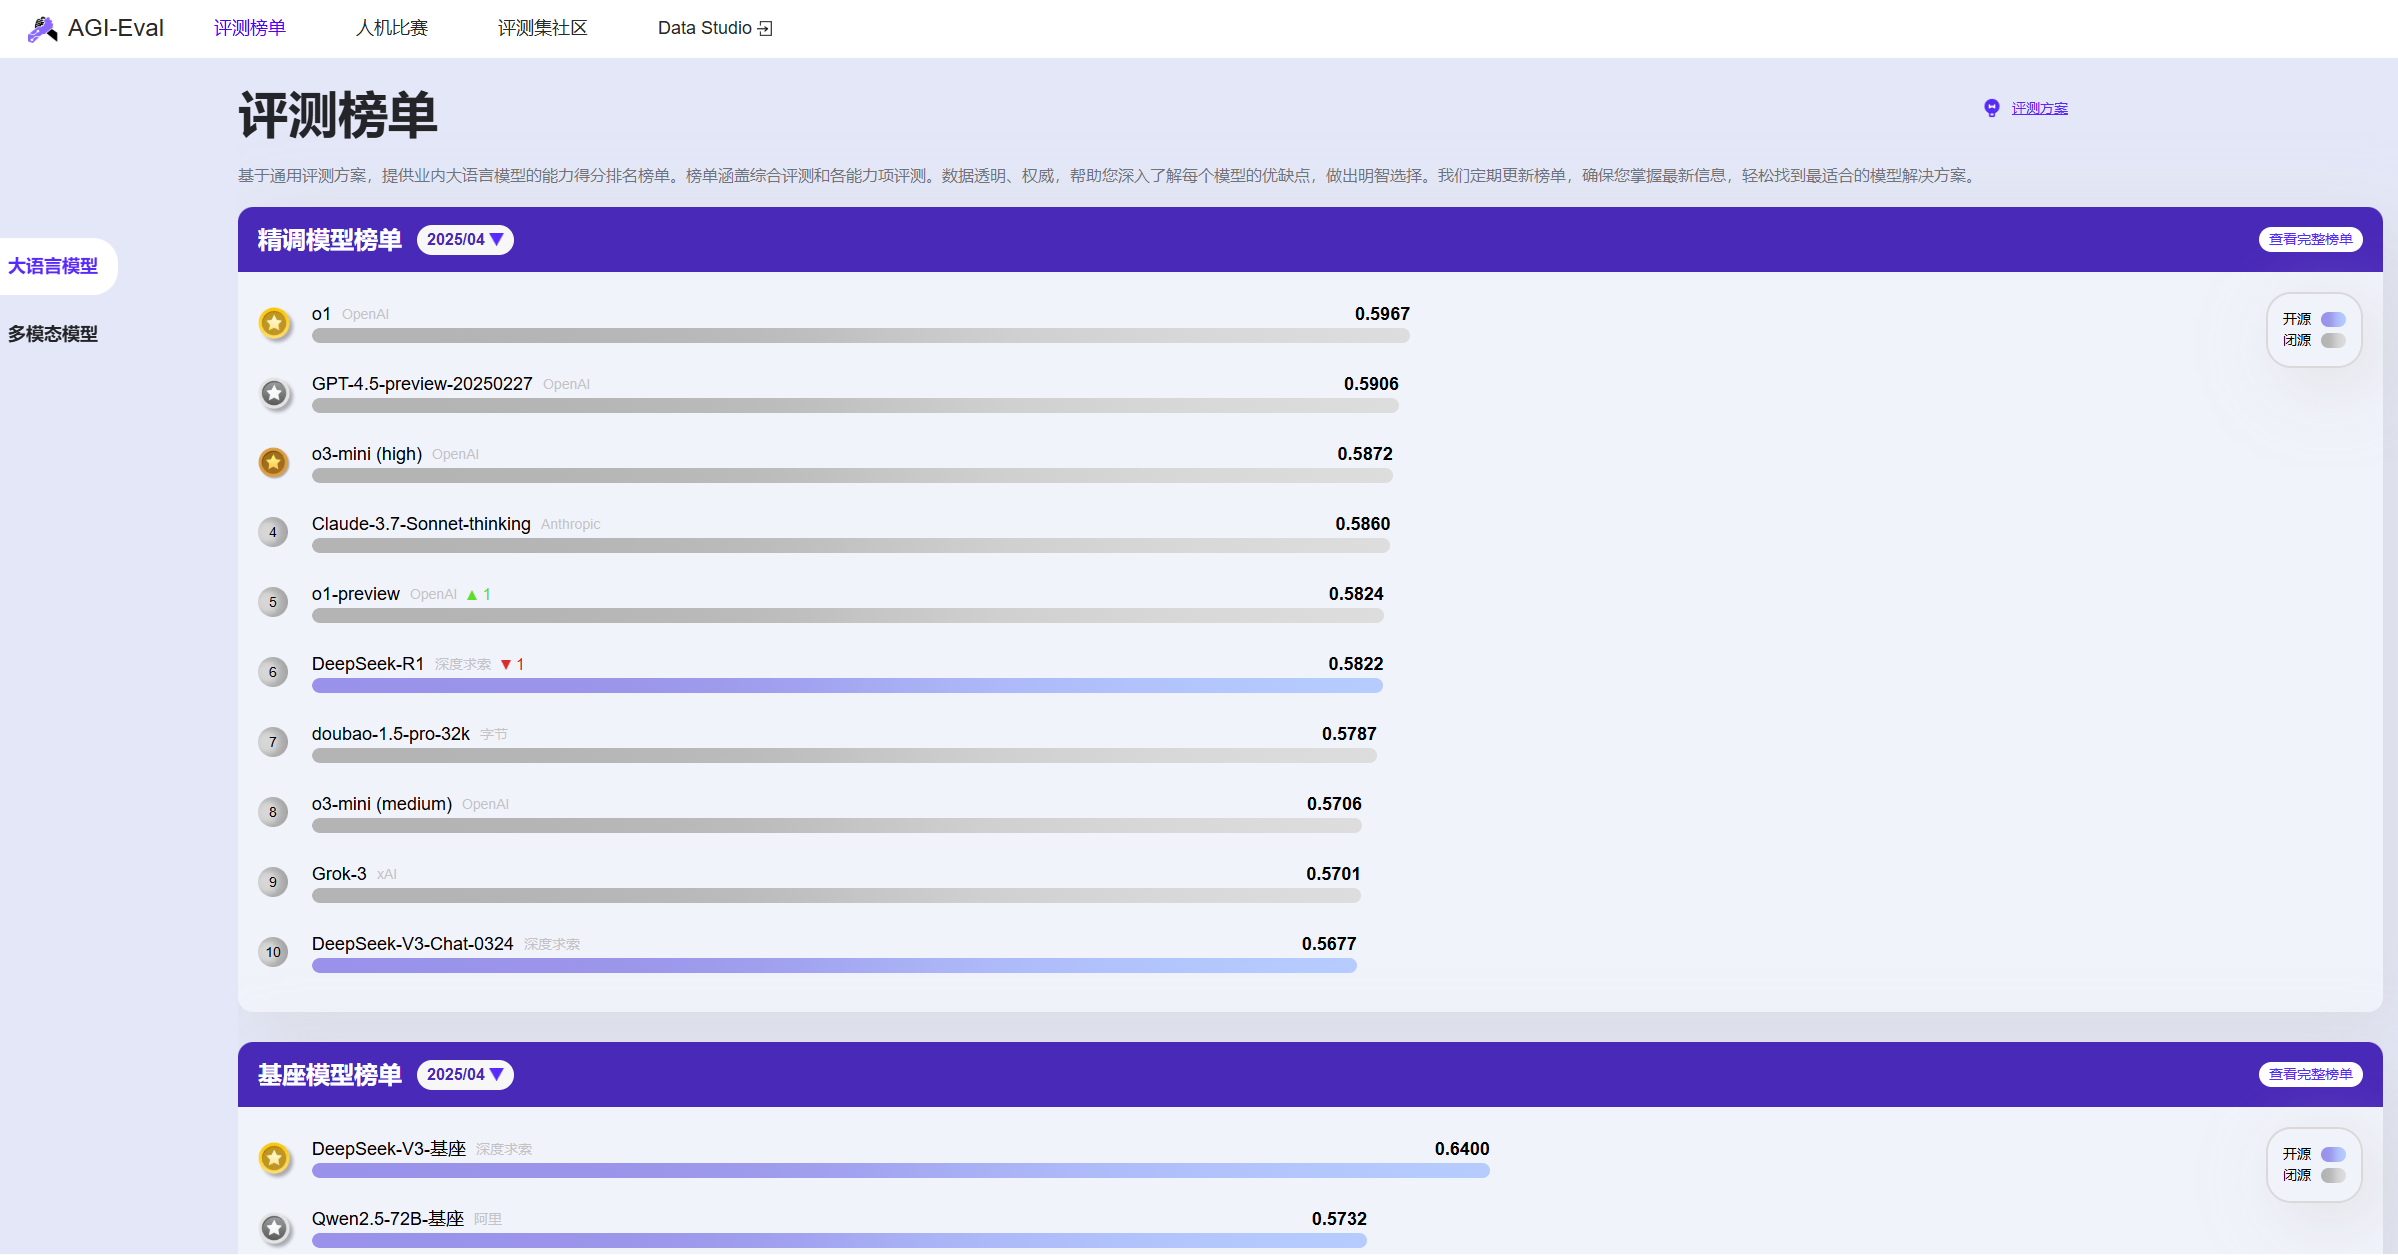 AGI-Eval 评测榜单 人机比赛 评测集社区 Data Studio
评测榜单
评测方案
基于通用评测方案，提供业内大语言模型的能力得分排名榜单。榜单涵盖综合评测和各能力项评测。数据透明、权威，帮助您深入了解每个模型的优缺点，做出明智选择。我们定期更新榜单，确保您掌握最新信息，轻松找到最适合的模型解决方案。
大语言模型
多模态模型
精调模型榜单 2025/04 ▼ 查看完整榜单
开源
闭源
o1 OpenAI 0.5967
GPT-4.5-preview-20250227 OpenAI 0.5906
o3-mini (high) OpenAI 0.5872
4 Claude-3.7-Sonnet-thinking Anthropic 0.5860
5 o1-preview OpenAI ▲ 1 0.5824
6 DeepSeek-R1 深度求索 ▼ 1 0.5822
7 doubao-1.5-pro-32k 字节 0.5787
8 o3-mini (medium) OpenAI 0.5706
9 Grok-3 xAI 0.5701
10 DeepSeek-V3-Chat-0324 深度求索 0.5677
基座模型榜单 2025/04 ▼ 查看完整榜单
开源
闭源
DeepSeek-V3-基座 深度求索 0.6400
Qwen2.5-72B-基座 阿里 0.5732